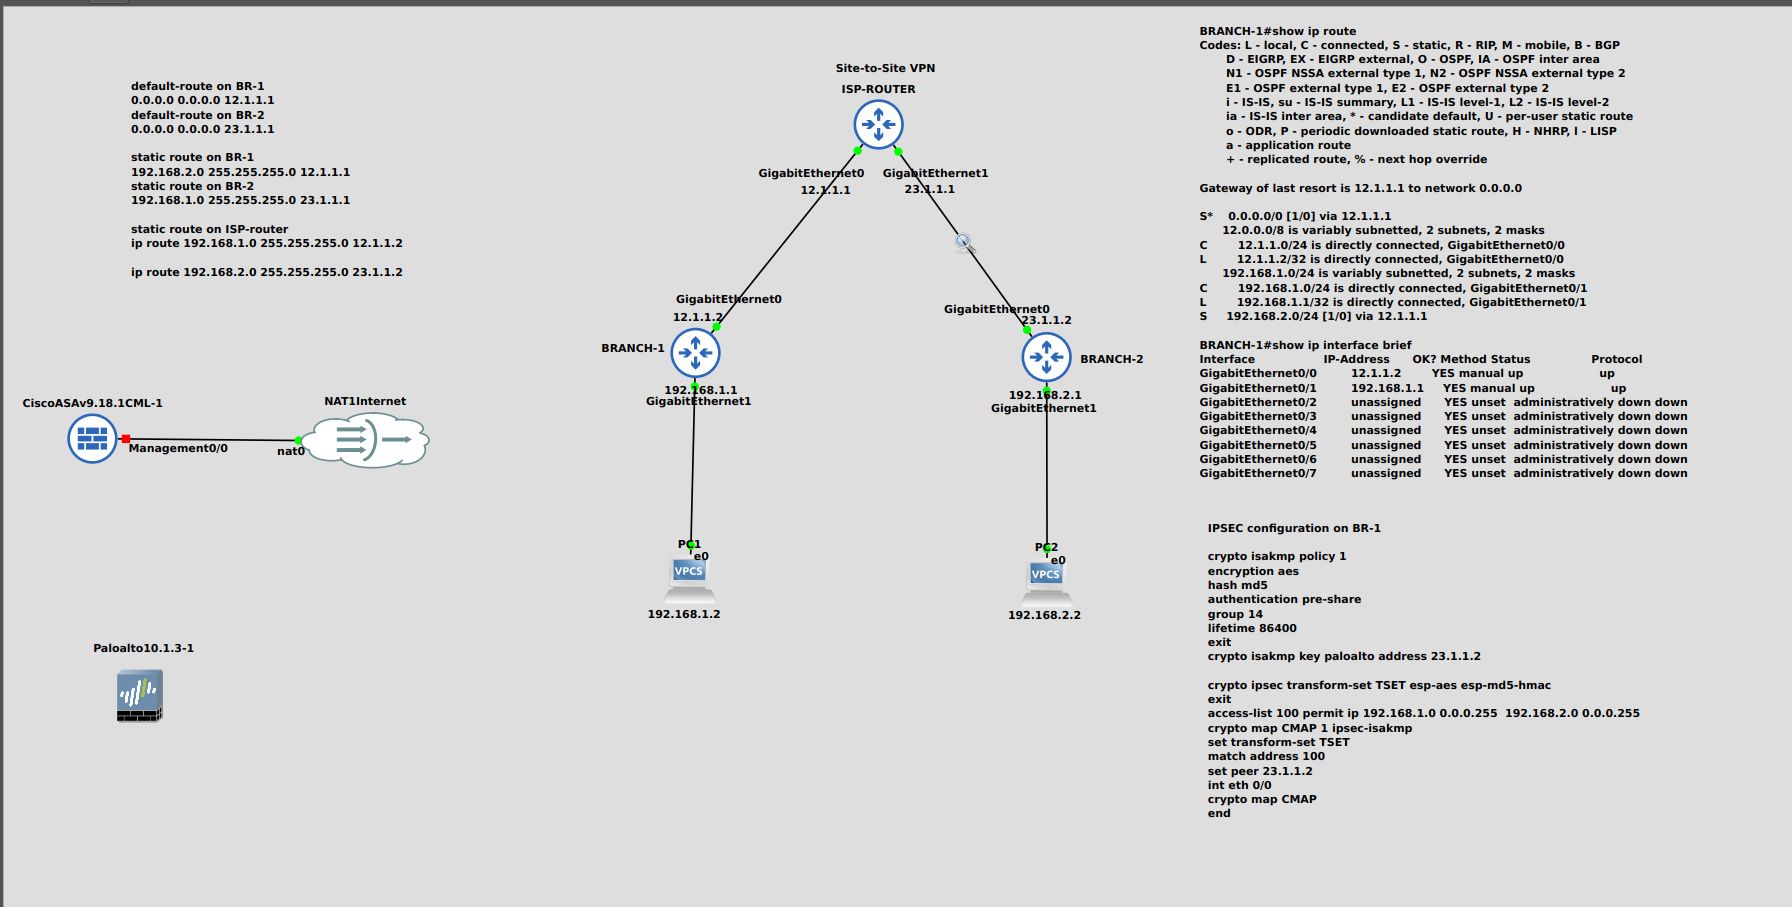 default-route on BR-1
0.0.0.0 0.0.0.0 12.1.1.1
default-route on BR-2
0.0.0.0 0.0.0.0 23.1.1.1
static route on BR-1
192.168.2.0 255.255.255.0 12.1.1.1
static route on BR-2
192.168.1.0 255.255.255.0 23.1.1.1
static route on ISP-router
ip route 192.168.1.0 255.255.255.0 12.1.1.2
ip route 192.168.2.0 255.255.255.0 23.1.1.2
CiscoASAv9.18.1CML-1
Management0/0
NAT1Internet
nat0
Paloalto10.1.3-1
Site-to-Site VPN
ISP-ROUTER
GigabitEthernet0
12.1.1.1
GigabitEthernet1
23.1.1.1
GigabitEthernet0
12.1.1.2
BRANCH-1
192.168.1.1
GigabitEthernet1
GigabitEthernet0
23.1.1.2
BRANCH-2
192.168.2.1
GigabitEthernet1
PC1
e0
VPCS
192.168.1.2
PC2
e0
VPCS
192.168.2.2
BRANCH-1#show ip route
Codes: L - local, C - connected, S - static, R - RIP, M - mobile, B - BGP
D - EIGRP, EX - EIGRP external, O - OSPF, IA - OSPF inter area
N1 - OSPF NSSA external type 1, N2 - OSPF NSSA external type 2
E1 - OSPF external type 1, E2 - OSPF external type 2
i - IS-IS, su - IS-IS summary, L1 - IS-IS level-1, L2 - IS-IS level-2
ia - IS-IS inter area, * - candidate default, U - per-user static route
o - ODR, P - periodic downloaded static route, H - NHRP, l - LISP
a - application route
+ - replicated route, % - next hop override
Gateway of last resort is 12.1.1.1 to network 0.0.0.0
S* 0.0.0.0/0 [1/0] via 12.1.1.1
12.0.0.0/8 is variably subnetted, 2 subnets, 2 masks
C 12.1.1.0/24 is directly connected, GigabitEthernet0/0
L 12.1.1.2/32 is directly connected, GigabitEthernet0/0
192.168.1.0/24 is variably subnetted, 2 subnets, 2 masks
C 192.168.1.0/24 is directly connected, GigabitEthernet0/1
L 192.168.1.1/32 is directly connected, GigabitEthernet0/1
S 192.168.2.0/24 [1/0] via 12.1.1.1
BRANCH-1#show ip interface brief
Interface IP-Address OK? Method Status Protocol
GigabitEthernet0/0 12.1.1.2 YES manual up up
GigabitEthernet0/1 192.168.1.1 YES manual up up
GigabitEthernet0/2 unassigned YES unset administratively down down
GigabitEthernet0/3 unassigned YES unset administratively down down
GigabitEthernet0/4 unassigned YES unset administratively down down
GigabitEthernet0/5 unassigned YES unset administratively down down
GigabitEthernet0/6 unassigned YES unset administratively down down
GigabitEthernet0/7 unassigned YES unset administratively down down
IPSEC configuration on BR-1
crypto isakmp policy 1
encryption aes
hash md5
authentication pre-share
group 14
lifetime 86400
exit
crypto isakmp key paloalto address 23.1.1.2
crypto ipsec transform-set TSET esp-aes esp-md5-hmac
exit
access-list 100 permit ip 192.168.1.0 0.0.0.255 192.168.2.0 0.0.0.255
crypto map CMAP 1 ipsec-isakmp
set transform-set TSET
match address 100
set peer 23.1.1.2
int eth 0/0
crypto map CMAP
end